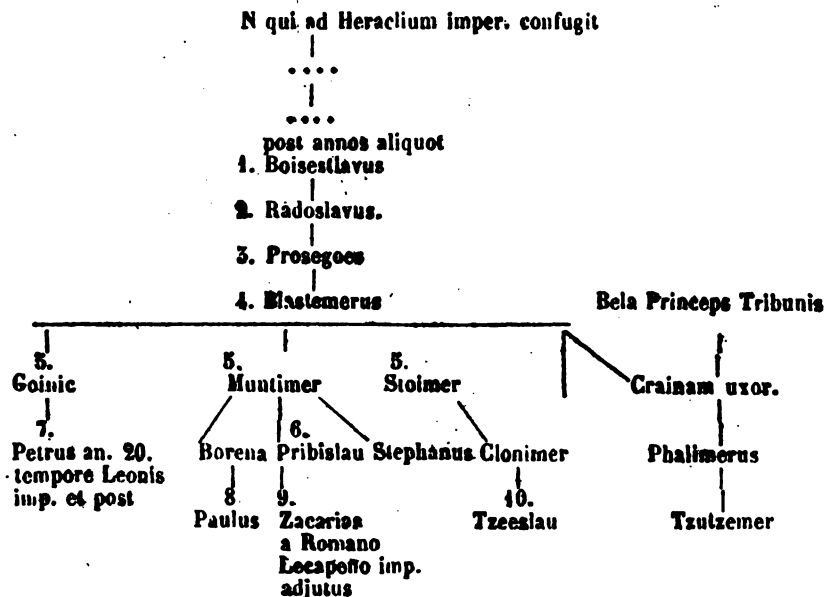 N qui ad Heraclium imper. confugit
post annos aliquot
1. Boisestlavus
2. Radoslavus.
3. Prosegoes
4. Blastemerus
Bela Princeps Tribunis
5.
Goinic
5.
Muntimer
5.
Stoimer
Crainam uxor.
7.
Petrus an. 20.
tempore Leonis
imp. et post
6.
Borena Pribislau Stephanus Clonimer
Phalimerus
8
Paulus
9.
Zacarias
a Romano
Locapeño imp.
adjutus
10.
Tzeeslau
Tzutzemer